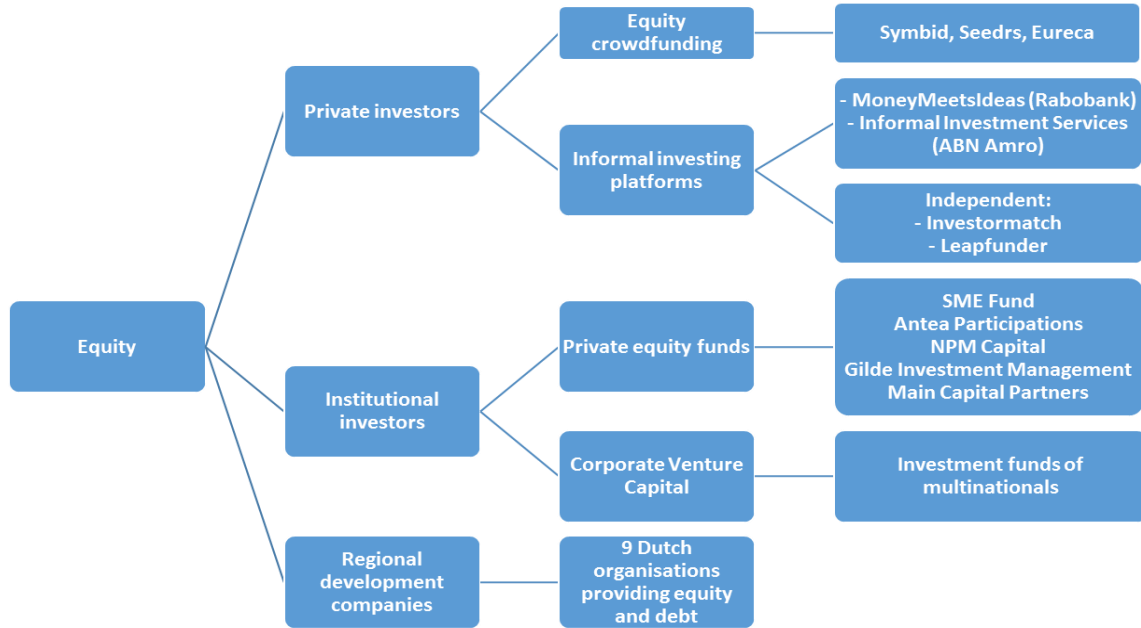 Equity
Private investors
Equity
crowdfunding
Symbid, Seedrs, Eureca
Informal investing
platforms
- MoneyMeetsIdeas (Rabobank)
- Informal Investment Services
(ABN Amro)
Independent:
- Investormatch
- Leapfunder
Institutional
investors
Private equity funds
SME Fund
Antea Participations
NPM Capital
Gilde Investment Management
Main Capital Partners
Corporate Venture
Capital
Investment funds of
multinationals
Regional
development
companies
9 Dutch
organisations
providing equity
and debt